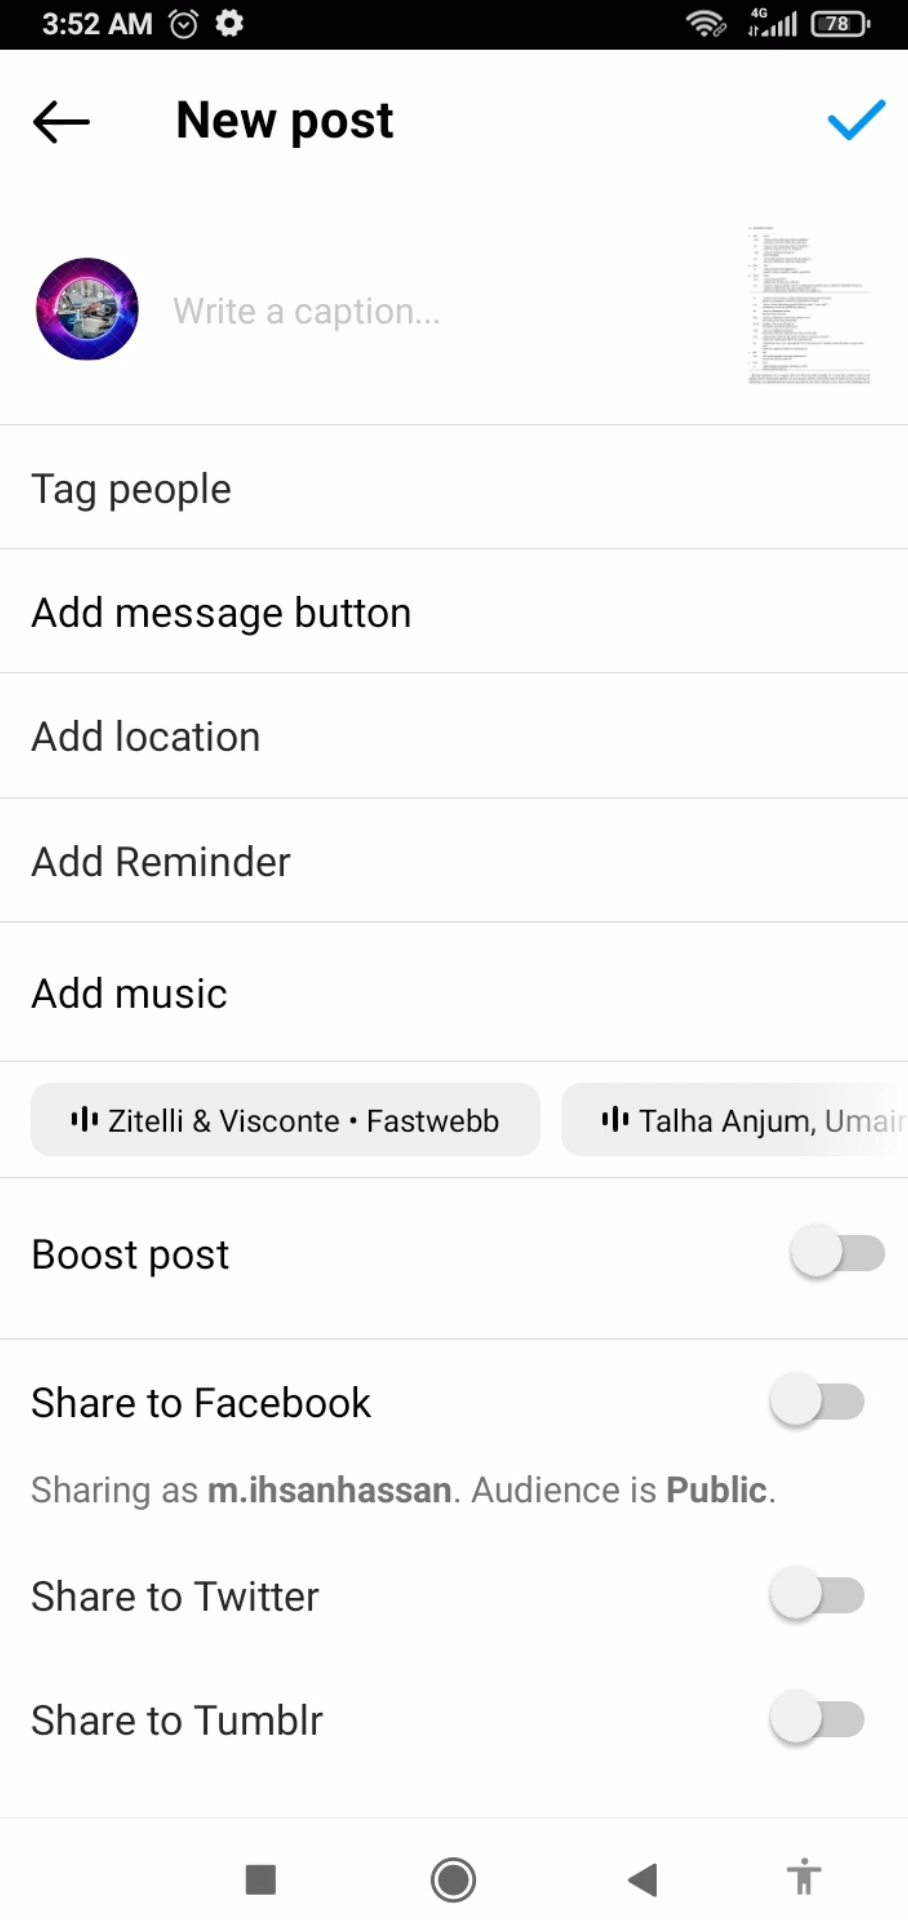 3:52 AM
4G
78
New post
Write a caption...
Tag people
Add message button
Add location
Add Reminder
Add music
Zitelli & Visconte • Fastwebb
Talha Anjum, Umair
Boost post
Share to Facebook
Sharing as m.ihsanhassan. Audience is Public.
Share to Twitter
Share to Tumblr